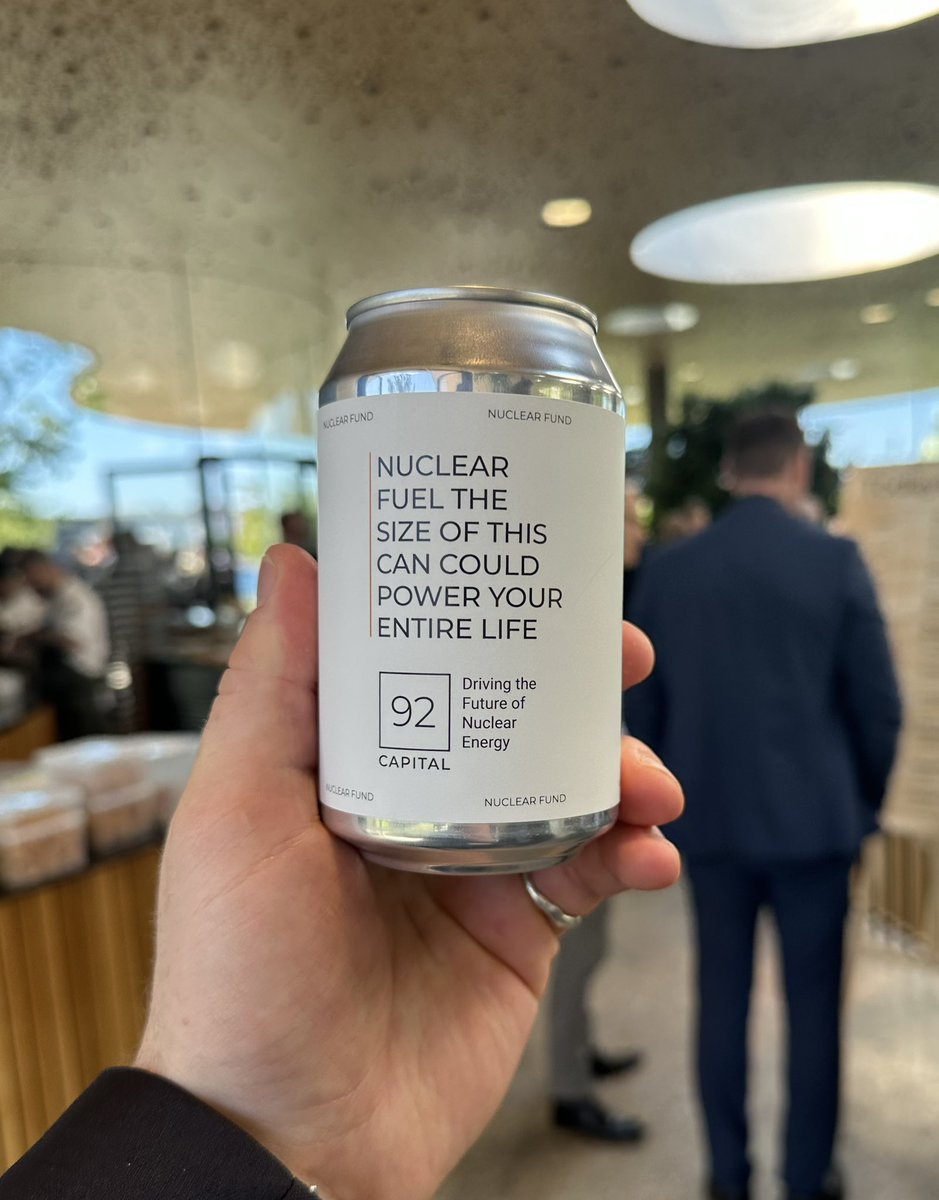 NUCLEAR FUND
NUCLEAR FUND
NUCLEAR
FUEL THE
SIZE OF THIS
CAN COULD
POWER YOUR
ENTIRE LIFE
92
CAPITAL
Driving the
Future of
Nuclear
Energy
NUCLEAR FUND
NUCLEAR FUND